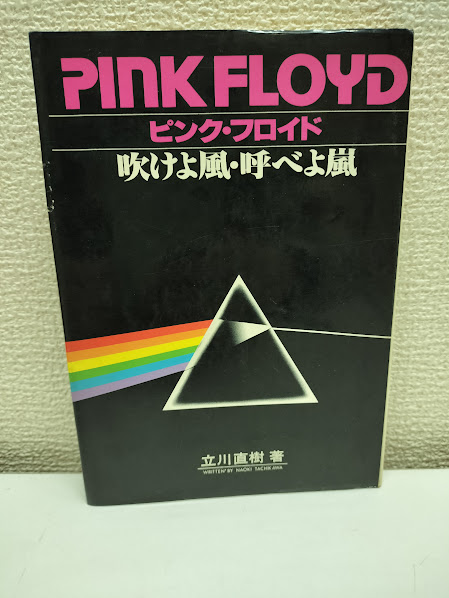 PINK FLOYD
ピンク・フロイド
吹けよ風・呼べよ嵐
立川直樹 著
WRITTEN BY NAOKI TACHIKAWA